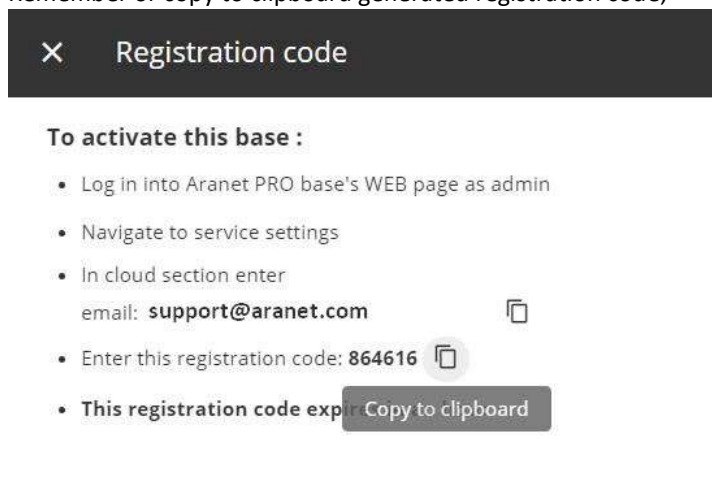 Remember or copy to clipboard generated registration code;
Registration code
To activate this base :
Log in into Aranet PRO base's WEB page as admin
Navigate to service settings
In cloud section enter
email: support@aranet.com
Enter this registration code: 864616
This registration code
Copy to clipboard